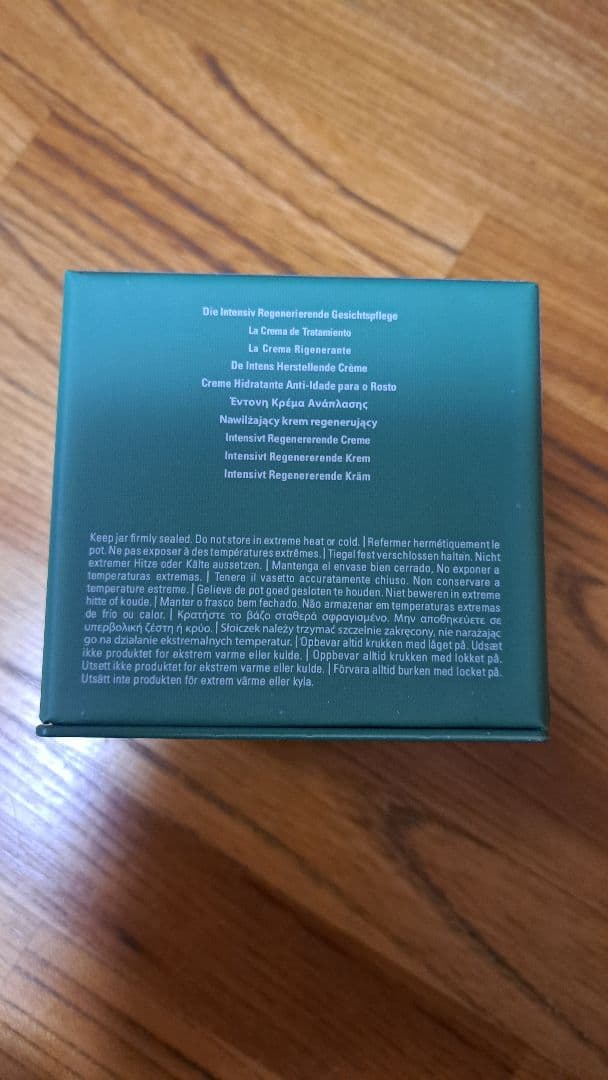 Die Intensiv Regenerierende Gesichtspflege
La Crema de Tratamiento
La Crema Rigenerante
De Intens Herstellende Crème
Creme Hidratante Anti-Idade para o Rosto
Έντονη Κρέμα Ανάπλασης
Nawilżający krem regenerujący
Intensivt Regenererende Creme
Intensivt Regenererende Krem
Intensivt Regenererende Kräm
Keep jar firmly sealed. Do not store in extreme heat or cold. | Refermer hermétiquement le
pot. Ne pas exposer à des températures extrêmes. | Tiegel fest verschlossen halten. Nicht
extremer Hitze oder Kälte aussetzen. | Mantenga el envase bien cerrado, No exponer a
temperaturas extremas. | Tenere il vasetto accuratamente chiuso. Non conservare a
temperature estreme. | Gelieve de pot goed gesloten te houden. Niet beweren in extreme
hitte of koude. | Manter o frasco bem fechado. Não armazenar em temperaturas extremas
de frio ou calor. | Κρατήστε το βάζο σταθερά σφραγισμένο. Μην αποθηκεύετε σε
υπερβολική ζέστη ή κρύο. | Słoiczek należy trzymać szczelnie zakręcony, nie narażając
go na działanie ekstremalnych temperatur. | Opbevar altid krukken med låget på. Udsæt
ikke produktet for ekstrem varme eller kulde. | Oppbevar alltid krukken med lokket på.
Utsett ikke produktet for ekstrem varme eller kulde. | Förvara alltid burken med locket på.
Utsätt inte produkten för extrem värme eller kyla.